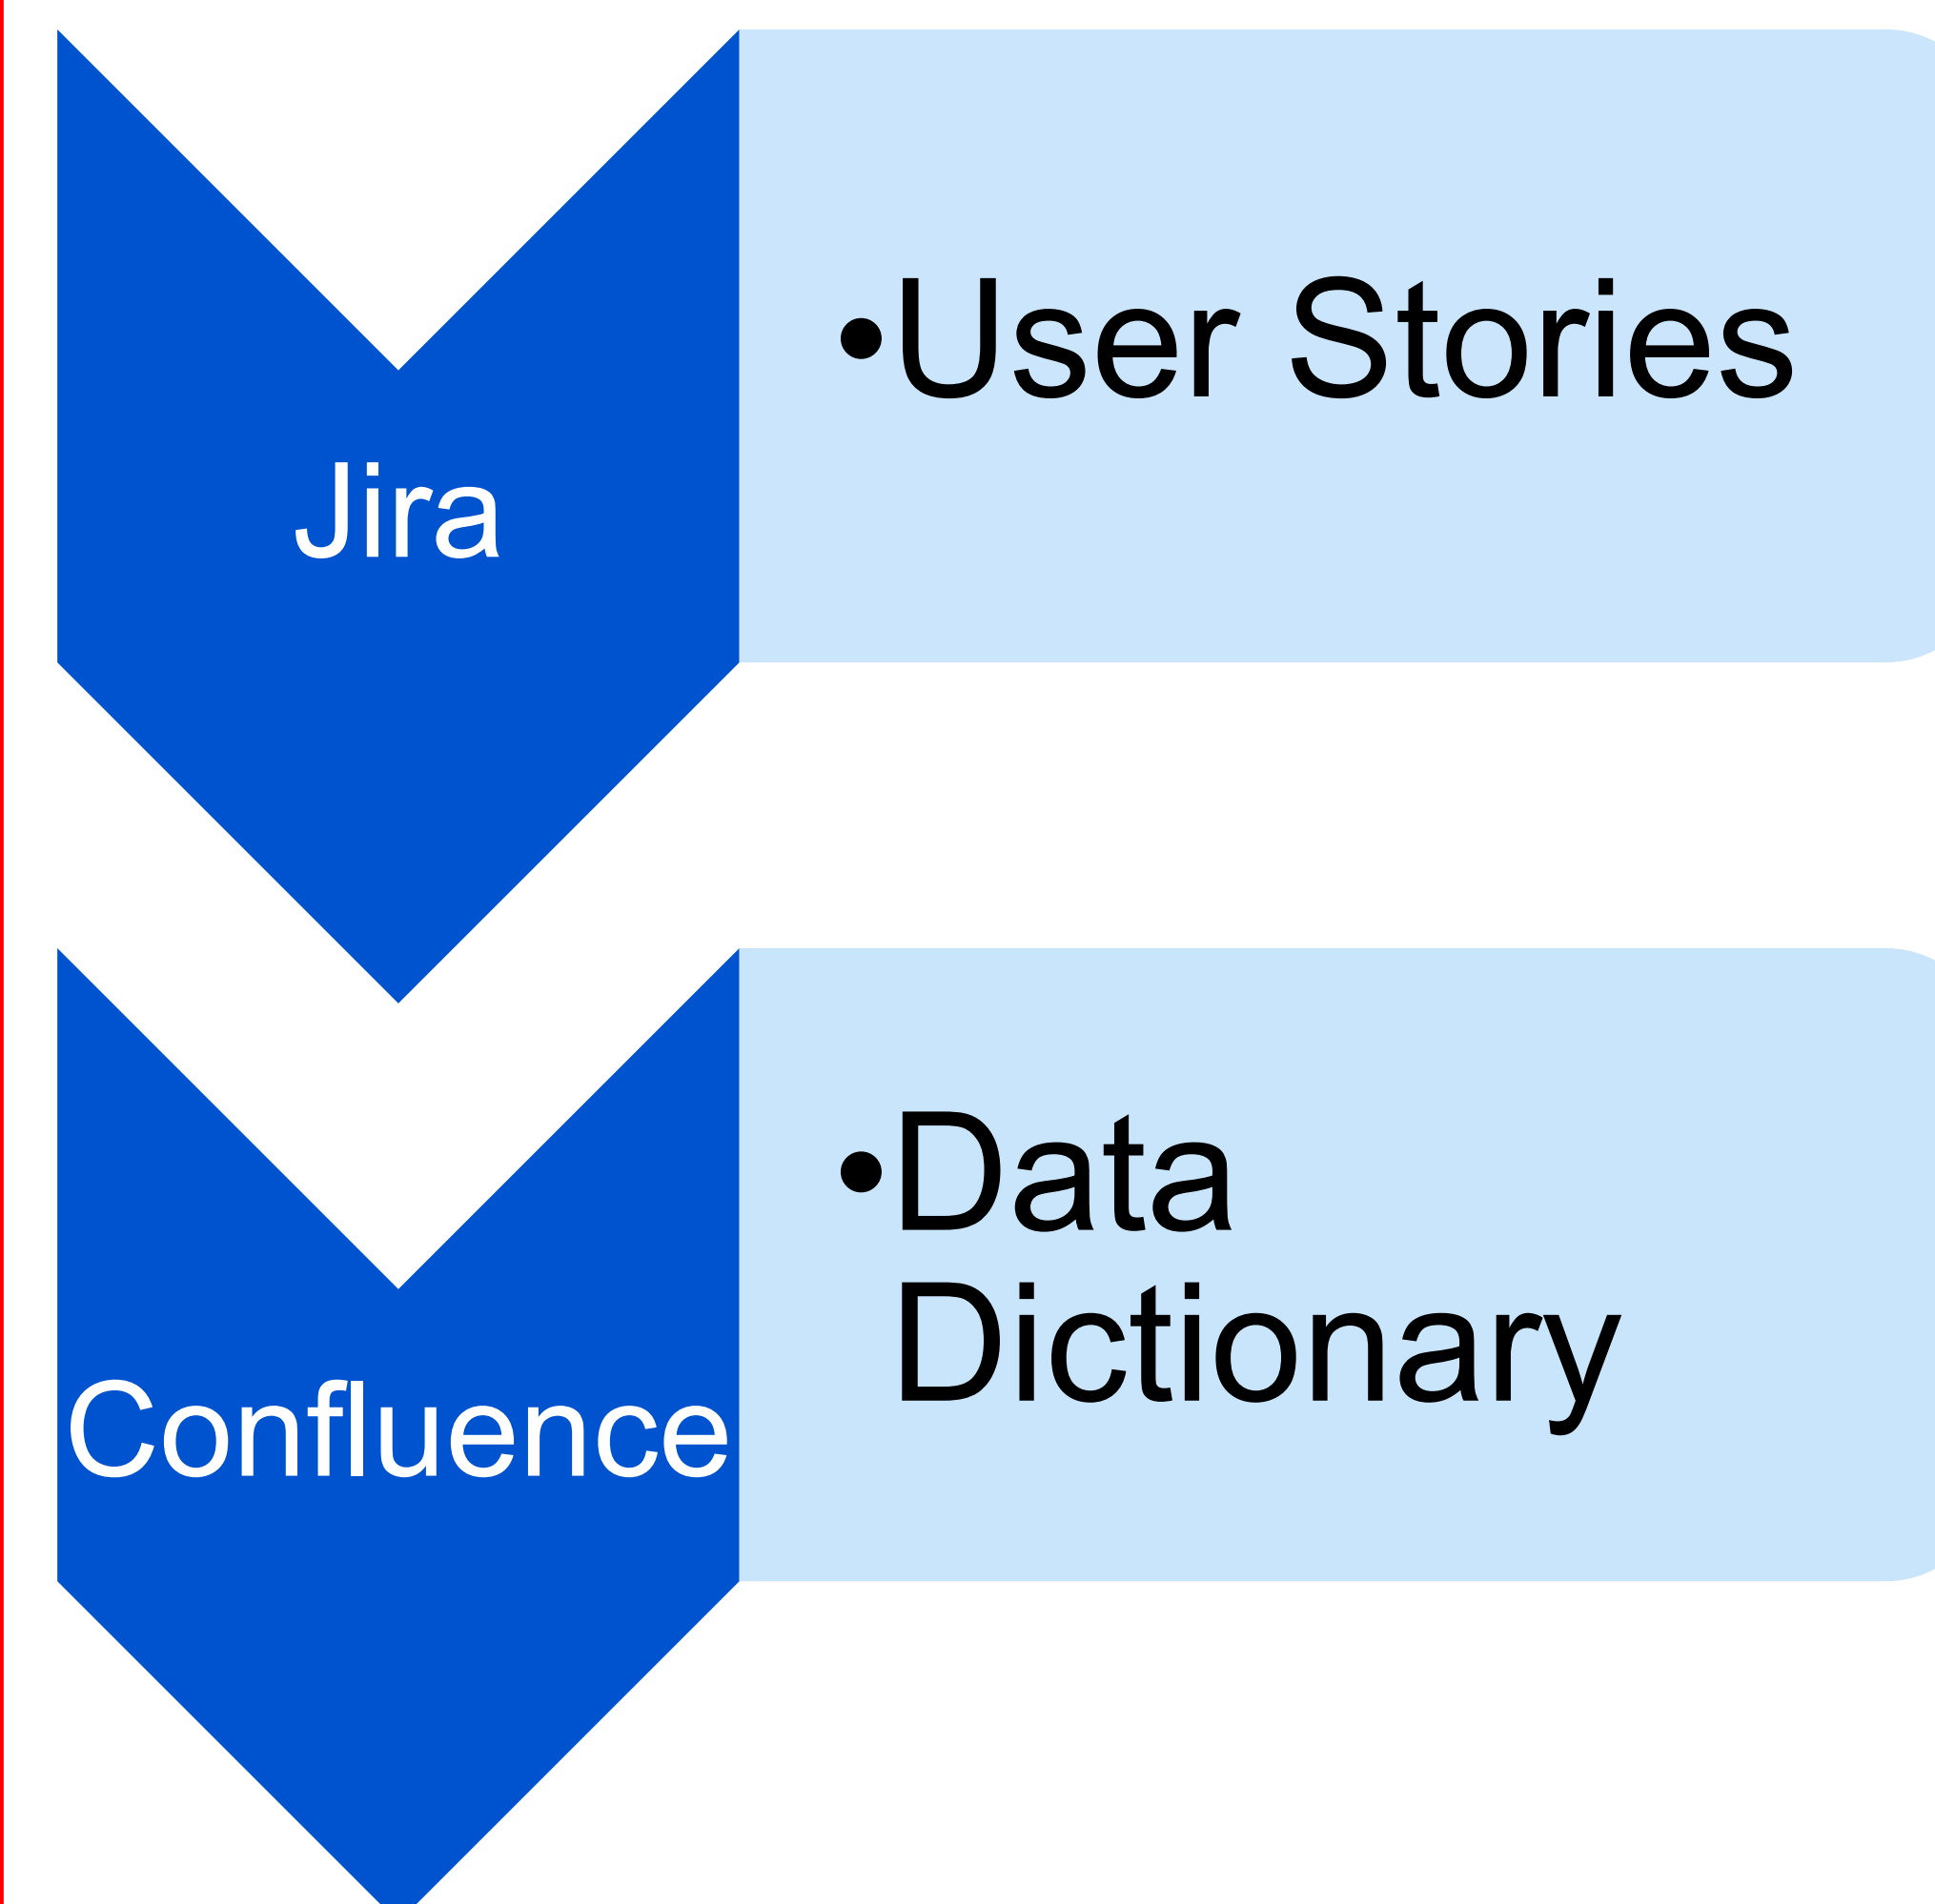 Jira
•User Stories
Confluence
•Data
Dictionary